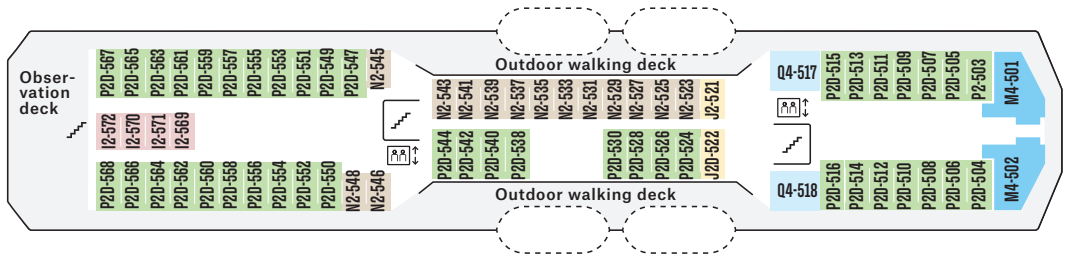 Obser-
vation
deck
P2D-567
P2D-565
P2D-563
P2D-561
P2D-559
P2D-557
P2D-555
P2D-553
P2D-551
P2D-549
P2D-547
N2-545
I2-572
I2-570
I2-571
I2-569
P2D-568
P2D-566
P2D-564
P2D-562
P2D-560
P2D-558
P2D-556
P2D-554
P2D-552
P2D-550
N2-548
N2-546
Outdoor walking deck
N2-543
N2-541
N2-539
N2-537
N2-535
N2-533
N2-531
N2-529
N2-527
N2-525
N2-523
J2-521
P2D-544
P2D-542
P2D-540
P2D-538
P2D-530
P2D-528
P2D-526
P2D-524
J2D-522
Outdoor walking deck
Q4-517
P2D-515
P2D-513
P2D-511
P2D-509
P2D-507
P2D-505
P2-503
M4-501
Q4-518
P2D-516
P2D-514
P2D-512
P2D-510
P2D-508
P2D-506
P2D-504
M4-502